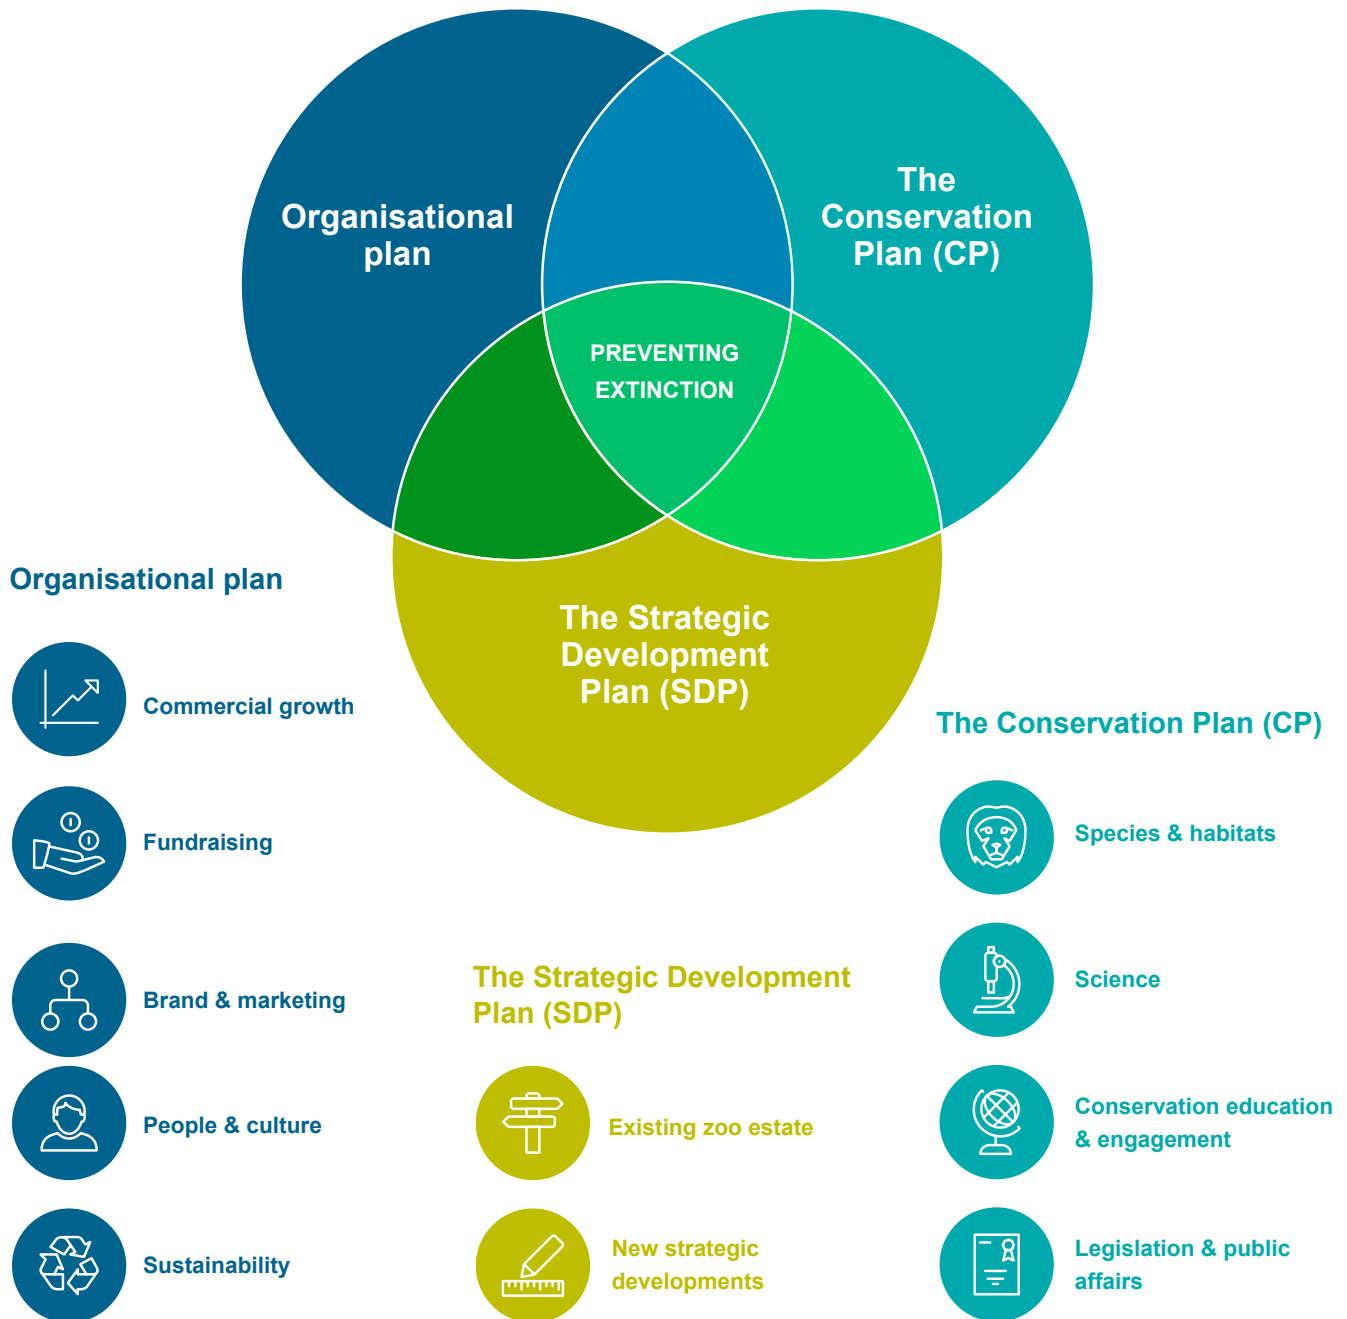 Organisational
plan
The
Conservation
Plan (CP)
PREVENTING
EXTINCTION
The Strategic
Development
Plan (SDP)
Organisational plan
Commercial growth
Fundraising
Brand & marketing
People & culture
Sustainability
The Strategic Development
Plan (SDP)
Existing zoo estate
New strategic
developments
The Conservation Plan (CP)
Species & habitats
Science
Conservation education
& engagement
Legislation & public
affairs